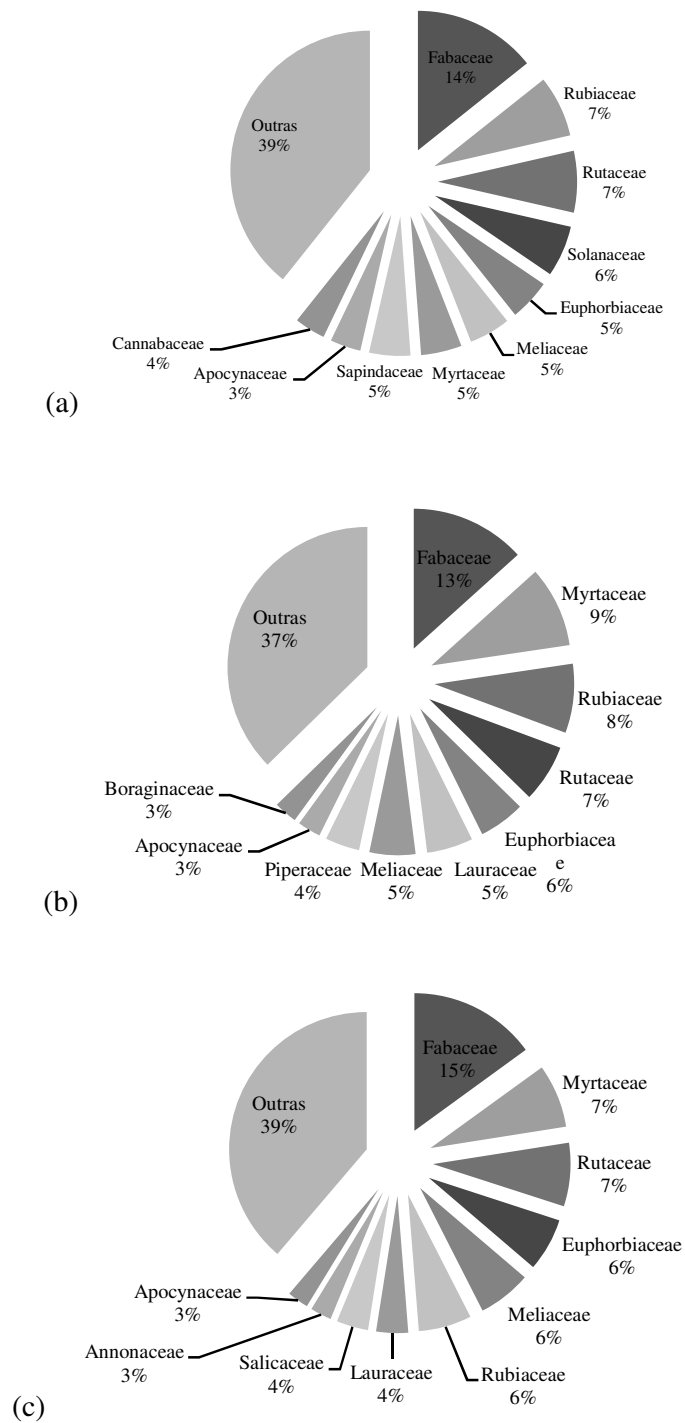 Fabaceae
14%
Rubiaceae
7%
Rutaceae
7%
Solanaceae
6%
Euphorbiaceae
5%
Meliaceae
5%
Myrtaceae
5%
Sapindaceae
5%
Apocynaceae
3%
Cannabaceae
4%
Outras
39%
(a)
Fabaceae
13%
Myrtaceae
9%
Rubiaceae
8%
Rutaceae
7%
Euphorbiacea
e
6%
Lauraceae
5%
Meliaceae
5%
Piperaceae
4%
Apocynaceae
3%
Boraginaceae
3%
Outras
37%
(b)
Fabaceae
15%
Myrtaceae
7%
Rutaceae
7%
Euphorbiaceae
6%
Meliaceae
6%
Rubiaceae
6%
Lauraceae
4%
Salicaceae
4%
Annonaceae
3%
Apocynaceae
3%
Outras
39%
(c)